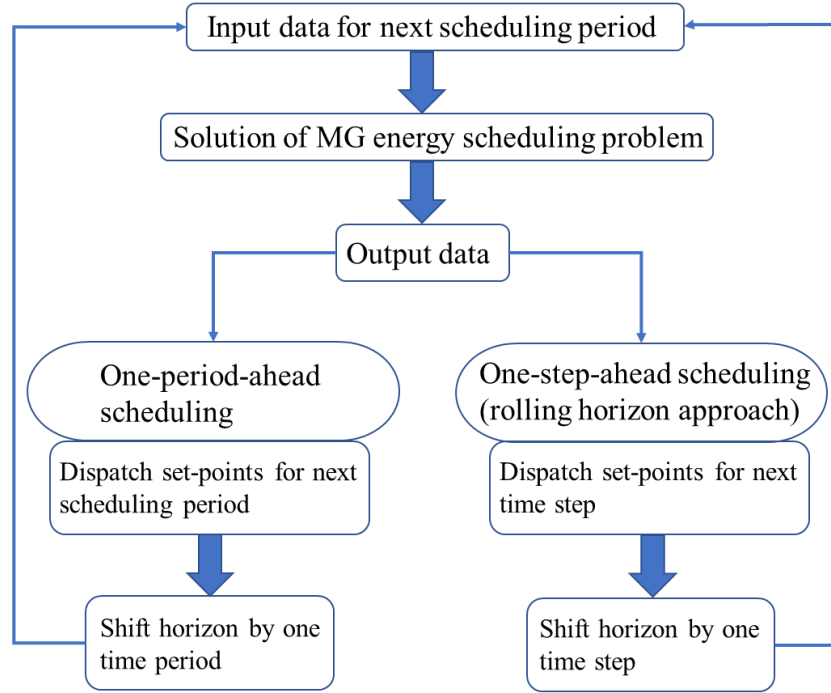 Input data for next scheduling period
Solution of MG energy scheduling problem
Output data
One-period-ahead
scheduling
Dispatch set-points for next
scheduling period
Shift horizon by one
time period
One-step-ahead scheduling
(rolling horizon approach)
Dispatch set-points for next
time step
Shift horizon by one
time step